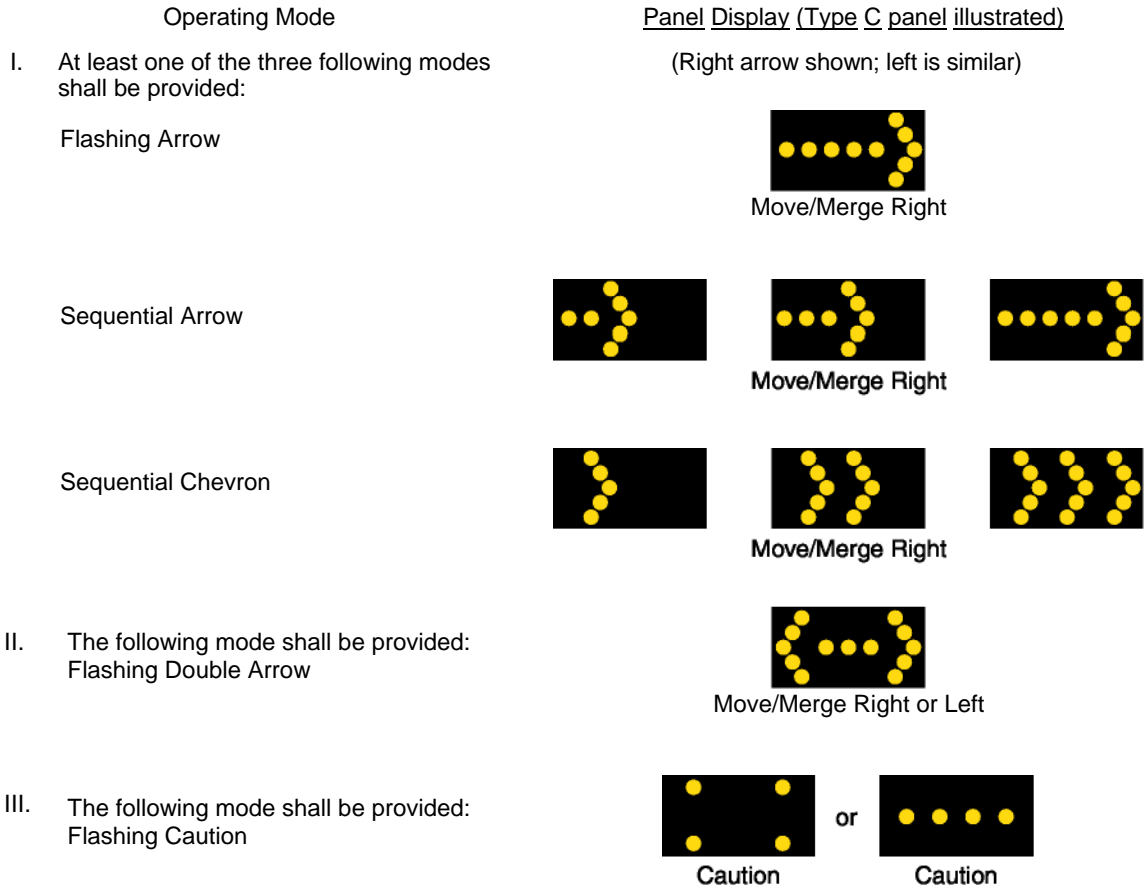 Operating Mode
Panel Display (Type C panel illustrated)
I. At least one of the three following modes
shall be provided:
(Right arrow shown; left is similar)
Flashing Arrow
Move/Merge Right
Sequential Arrow
Move/Merge Right
Sequential Chevron
Move/Merge Right
II. The following mode shall be provided:
Flashing Double Arrow
Move/Merge Right or Left
III. The following mode shall be provided:
Flashing Caution
or
Caution
Caution